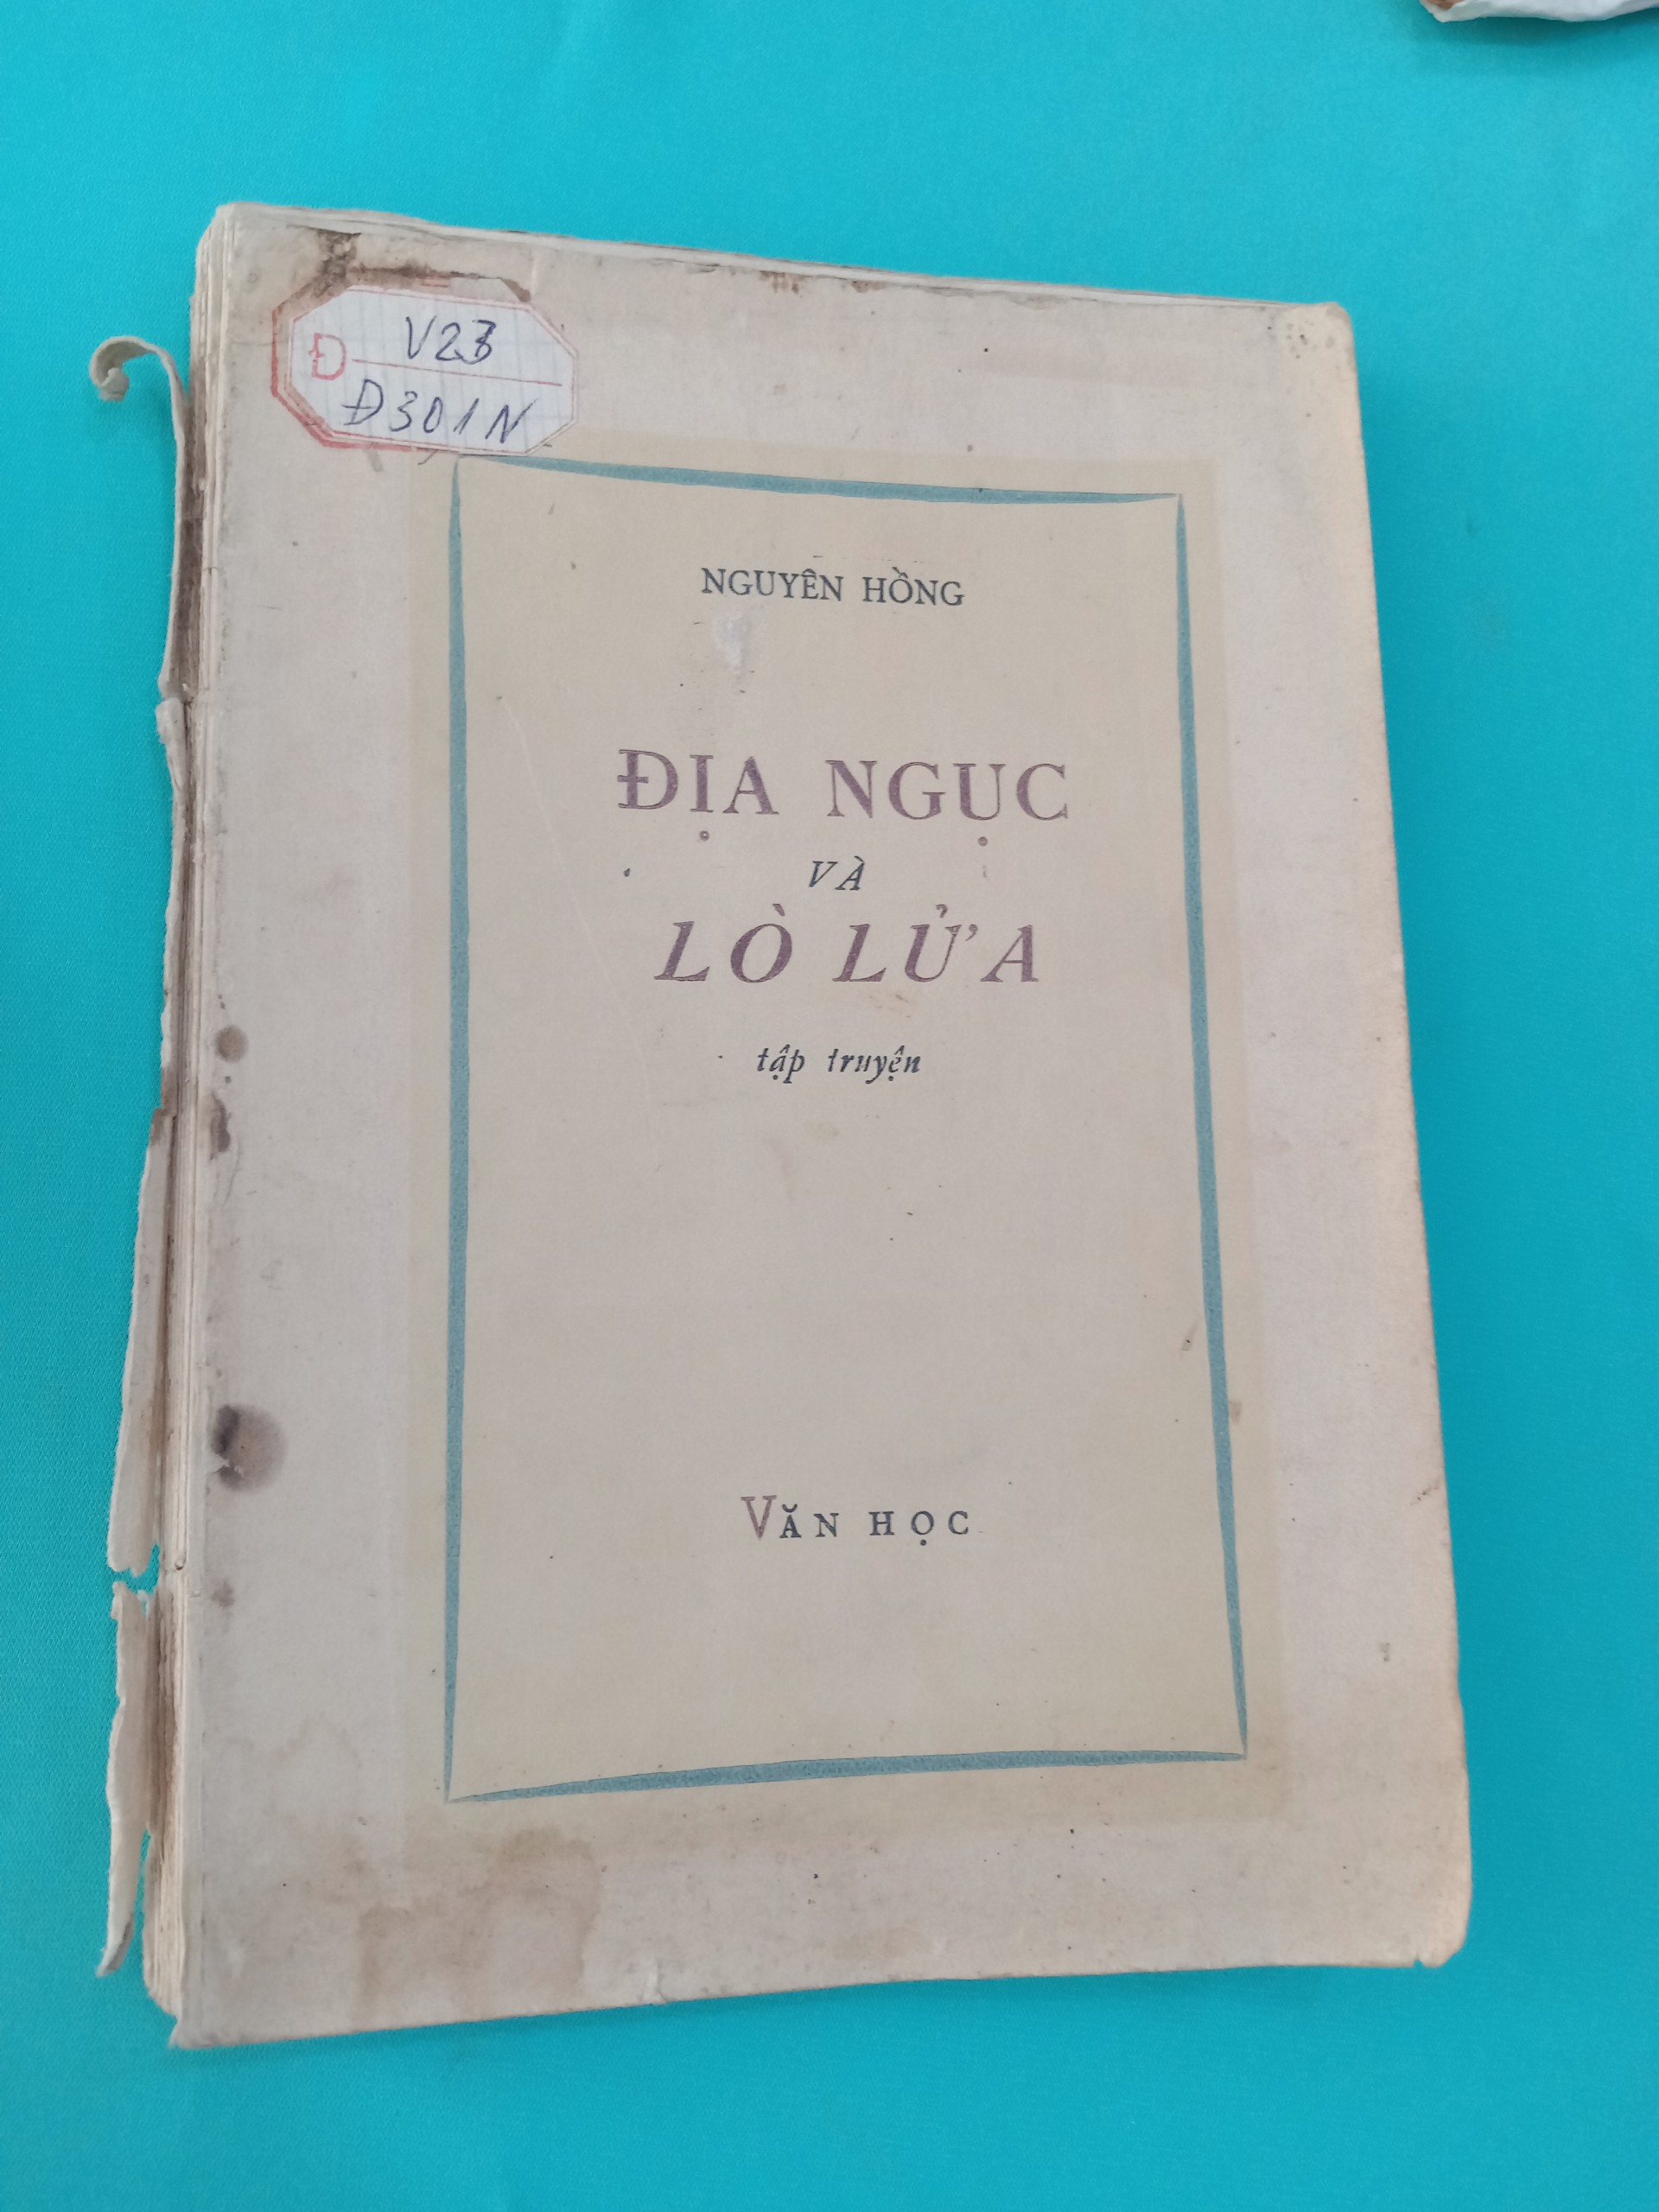 V23
Đ
Đ301N
NGUYÊN HỒNG
ĐỊA NGỤC
VÀ
LÒ LỬA
tập truyện
VĂN HỌC